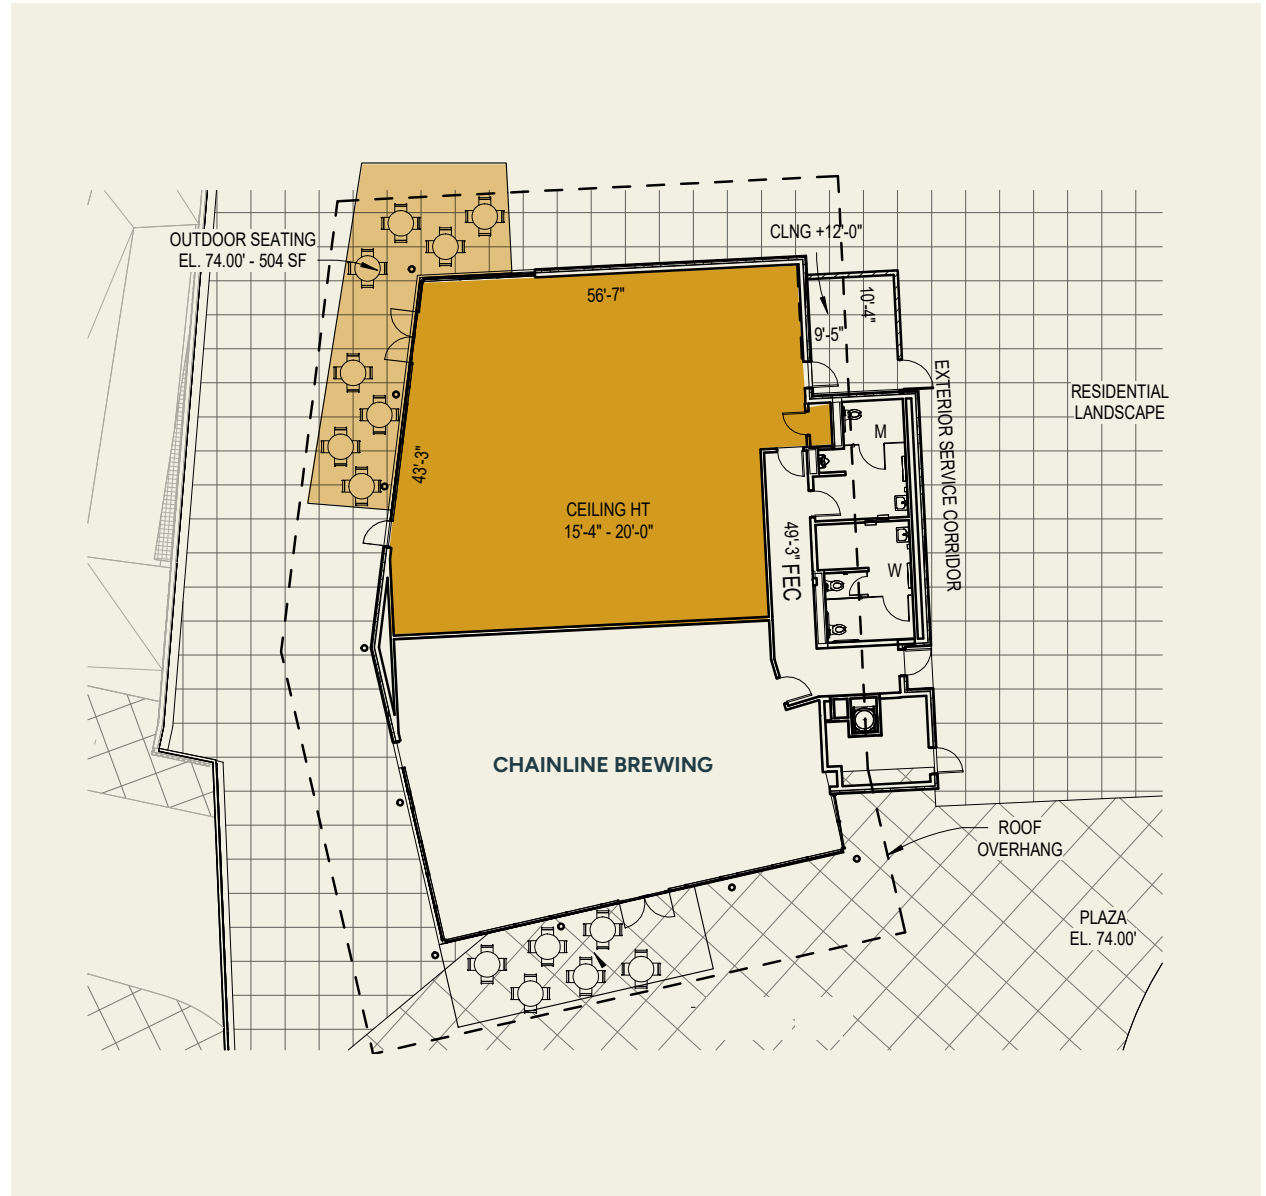 OUTDOOR SEATING
EL. 74.00' - 504 SF
CLNG +12'-0"
56'-7"
10'-4"
9'-5"
43'-3"
CEILING HT
15'-4" - 20'-0"
M
W
49'-3" FEC
EXTERIOR SERVICE CORRIDOR
RESIDENTIAL
LANDSCAPE
CHAINLINE BREWING
ROOF
OVERHANG
PLAZA
EL. 74.00'